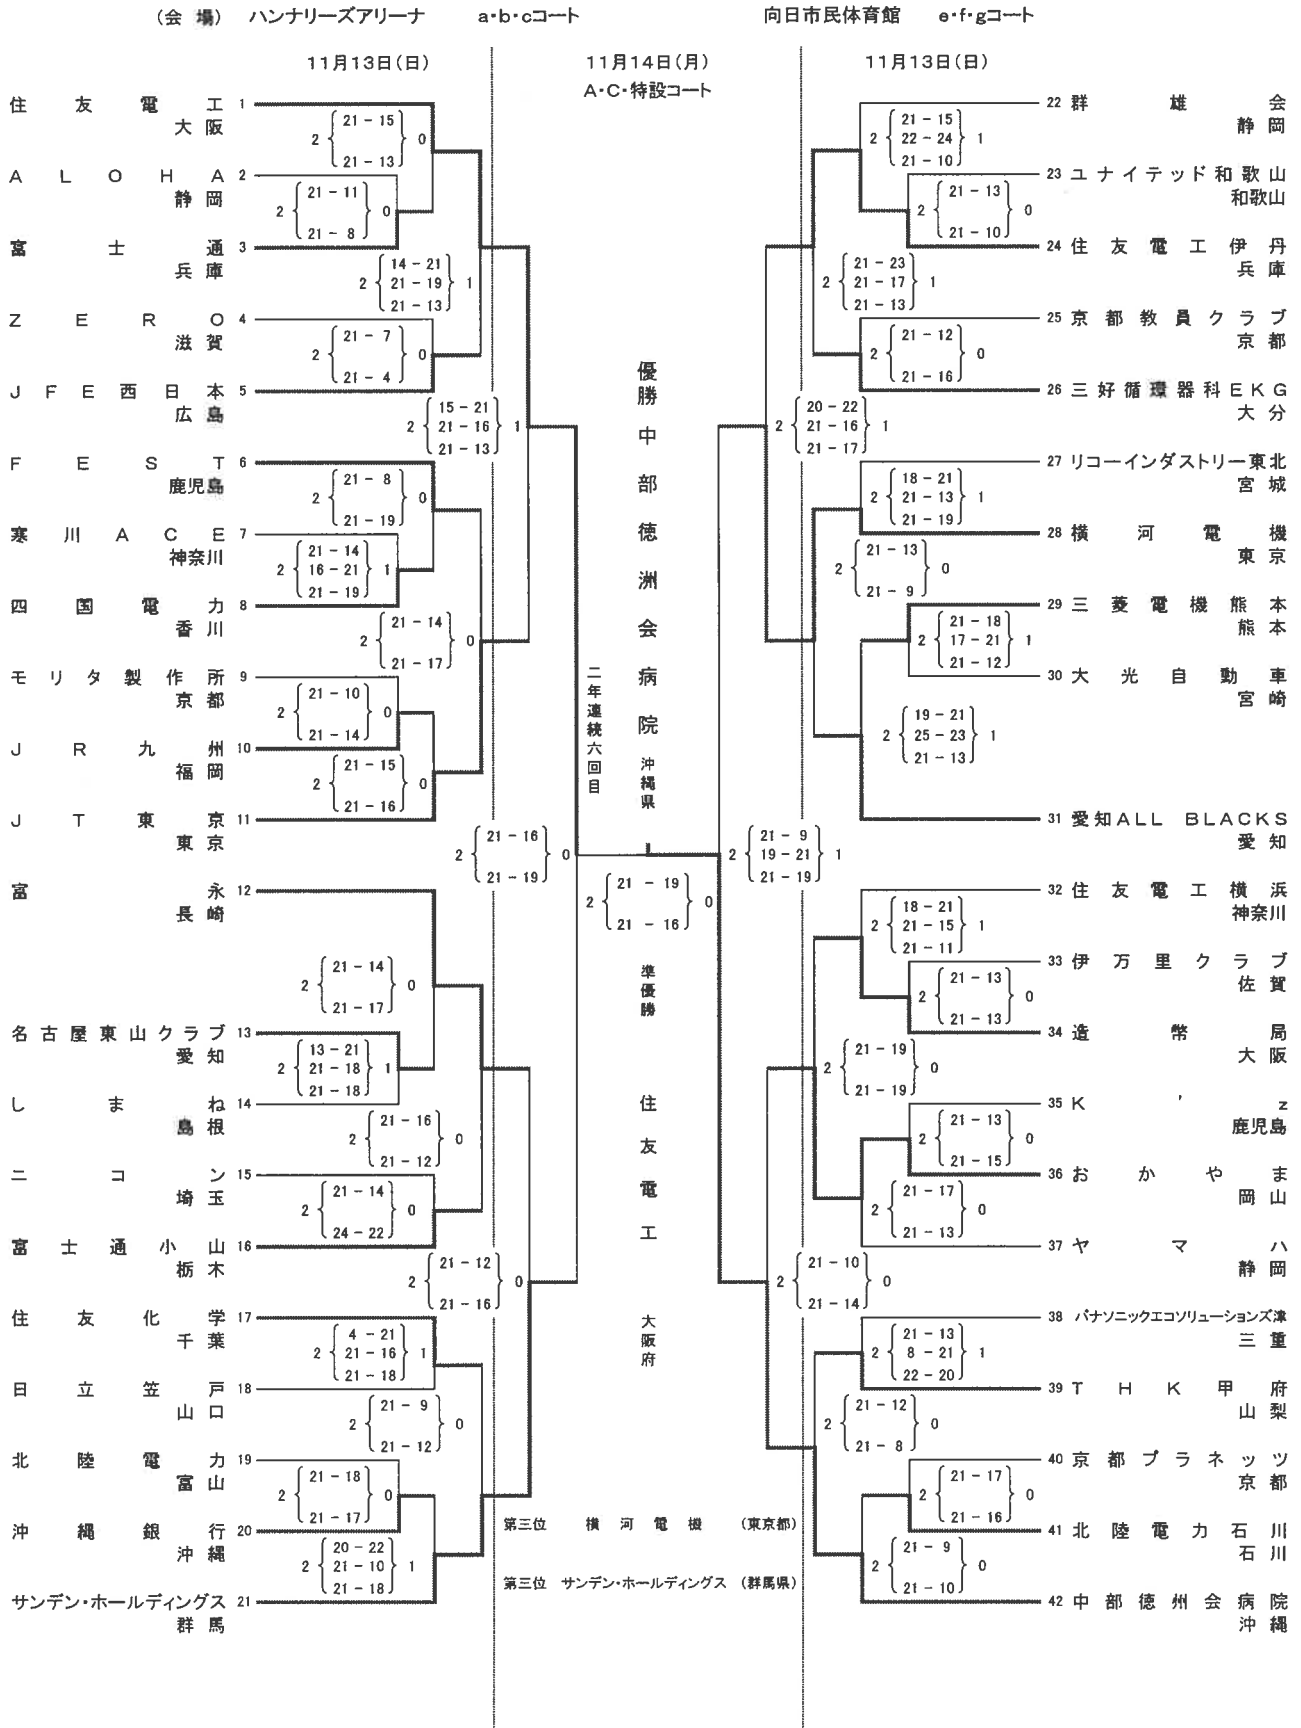 (会 場) ハンナリーズアリーナ a・b・cコート 向日市民体育館 e・f・gコート
11月13日(日) 11月14日(月) 11月13日(日)
A・C・特設コート
住友電工 1
大阪
21 - 15
21 - 13
2 0
ALOHA 2
静岡
21 - 11
21 - 8
2 0
富士通 3
兵庫
14 - 21
21 - 19
21 - 13
2 1
ZERO 4
滋賀
21 - 7
21 - 4
2 0
JFE西日本 5
広島
15 - 21
21 - 16
21 - 13
2 1
FEST 6
鹿児島
21 - 8
21 - 19
2 0
寒川ACE 7
神奈川
21 - 14
16 - 21
21 - 19
2 1
四国電力 8
香川
21 - 14
21 - 17
2 0
モリタ製作所 9
京都
21 - 10
21 - 14
2 0
JR九州 10
福岡
21 - 15
21 - 16
2 0
JT東京 11
東京
21 - 16
21 - 19
2 0
富永 12
長崎
21 - 14
21 - 17
2 0
名古屋東山クラブ 13
愛知
13 - 21
21 - 18
21 - 18
2 1
しまね 14
島根
21 - 16
21 - 12
2 0
ニコン 15
埼玉
21 - 14
24 - 22
2 0
富士通小山 16
栃木
21 - 12
21 - 16
2 0
住友化学 17
千葉
4 - 21
21 - 16
21 - 18
2 1
日立笠戸 18
山口
21 - 9
21 - 12
2 0
北陸電力 19
富山
21 - 18
21 - 17
2 0
沖縄銀行 20
沖縄
20 - 22
21 - 10
21 - 18
2 1
サンデン・ホールディングス 21
群馬
優勝 中部徳洲会病院 沖縄県
二年連続六回目
21 - 19
21 - 16
2 0
準優勝 住友電工 大阪府
第三位 横河電機 (東京都)
第三位 サンデン・ホールディングス (群馬県)
22 群雄会
静岡
21 - 15
22 - 24
21 - 10
2 1
23 ユナイテッド和歌山
和歌山
21 - 13
21 - 10
2 0
24 住友電工伊丹
兵庫
21 - 23
21 - 17
21 - 13
2 1
25 京都教員クラブ
京都
21 - 12
21 - 16
2 0
26 三好循環器科EKG
大分
20 - 22
21 - 16
21 - 17
2 1
27 リコーインダストリー東北
宮城
18 - 21
21 - 13
21 - 19
2 1
28 横河電機
東京
21 - 13
21 - 9
2 0
29 三菱電機熊本
熊本
21 - 18
17 - 21
21 - 12
2 1
30 大光自動車
宮崎
19 - 21
25 - 23
21 - 13
2 1
31 愛知ALL BLACKS
愛知
21 - 9
19 - 21
21 - 19
2 1
32 住友電工横浜
神奈川
18 - 21
21 - 15
21 - 11
2 1
33 伊万里クラブ
佐賀
21 - 13
21 - 13
2 0
34 造幣局
大阪
21 - 19
21 - 19
2 0
35 K'z
鹿児島
21 - 13
21 - 15
2 0
36 おかやま
岡山
21 - 17
21 - 13
2 0
37 ヤマハ
静岡
21 - 10
21 - 14
2 0
38 パナソニックエコソリューションズ津
三重
21 - 13
8 - 21
22 - 20
2 1
39 THK甲府
山梨
21 - 12
21 - 8
2 0
40 京都プラネッツ
京都
21 - 17
21 - 16
2 0
41 北陸電力石川
石川
21 - 9
21 - 10
2 0
42 中部徳州会病院
沖縄